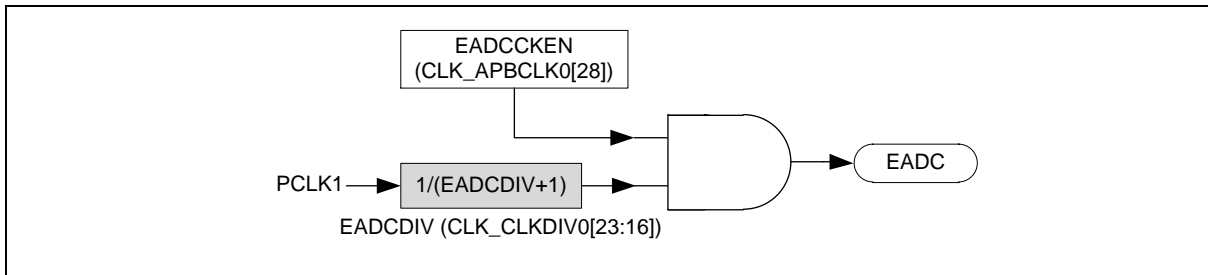 EADCCKEN
(CLK_APBCLK0[28])
EADC
PCLK1
1/(EADCDIV+1)
EADCDIV (CLK_CLKDIV0[23:16])